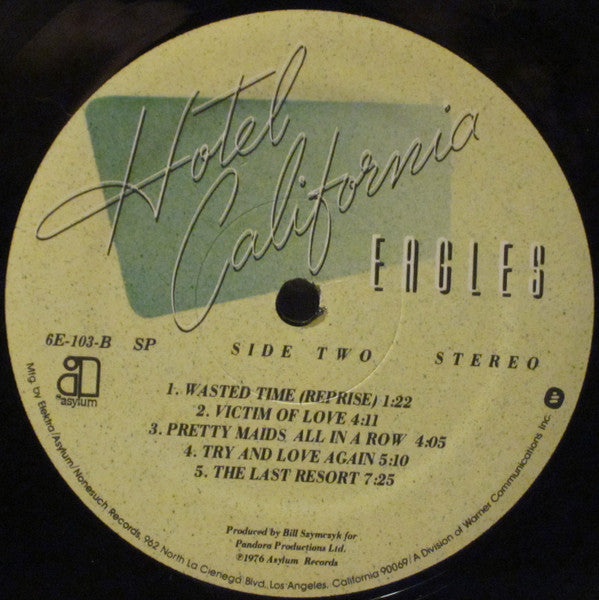 Hotel
California
EAGLES
6E-103-B SP
SIDE TWO STEREO
asylum
1. WASTED TIME (REPRISE) 1:22
2. VICTIM OF LOVE 4:11
3. PRETTY MAIDS ALL IN A ROW 4:05
4. TRY AND LOVE AGAIN 5:10
5. THE LAST RESORT 7:25
Produced by Bill Szymczyk for
Pandora Productions Ltd.
℗1976 Asylum Records
Mfg. by Elektra/Asylum/Nonesuch Records, 962 North La Cienega Blvd, Los Angeles, California 90069/A Division of Warner Communications Inc.